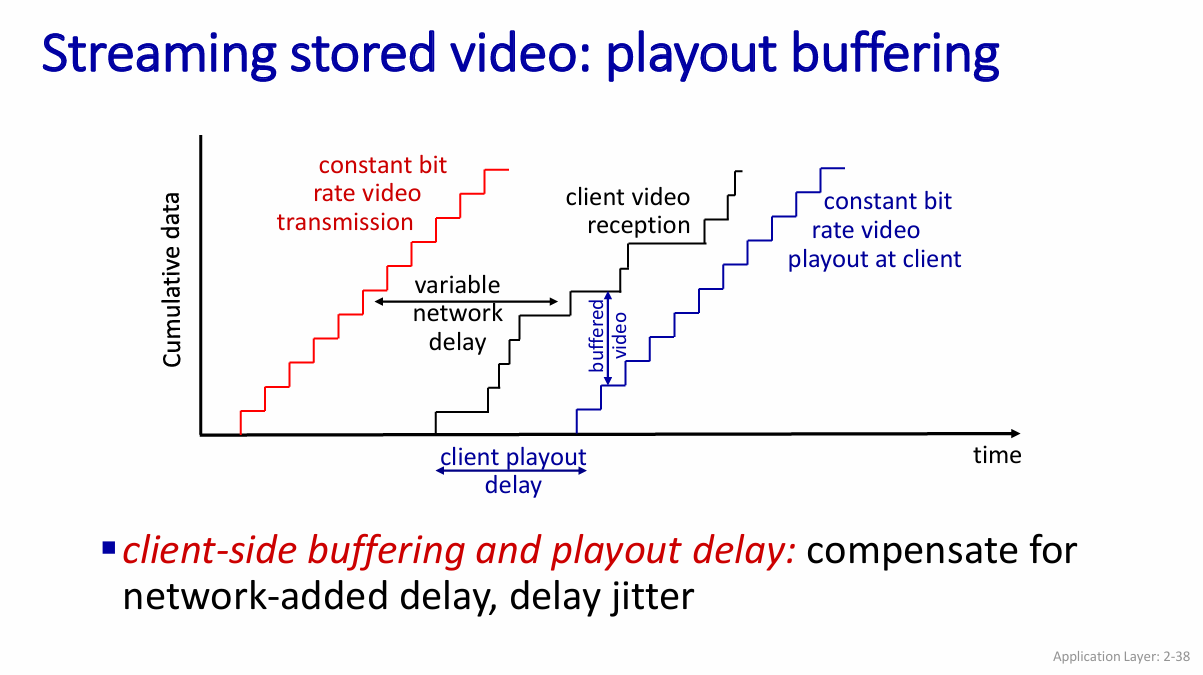 Streaming stored video: playout buffering
constant bit
rate video
transmission
client video
reception
constant bit
rate video
playout at client
Cumulative data
variable
network
delay
buffered
video
client playout
delay
time
client-side buffering and playout delay: compensate for
network-added delay, delay jitter
Application Layer: 2-38